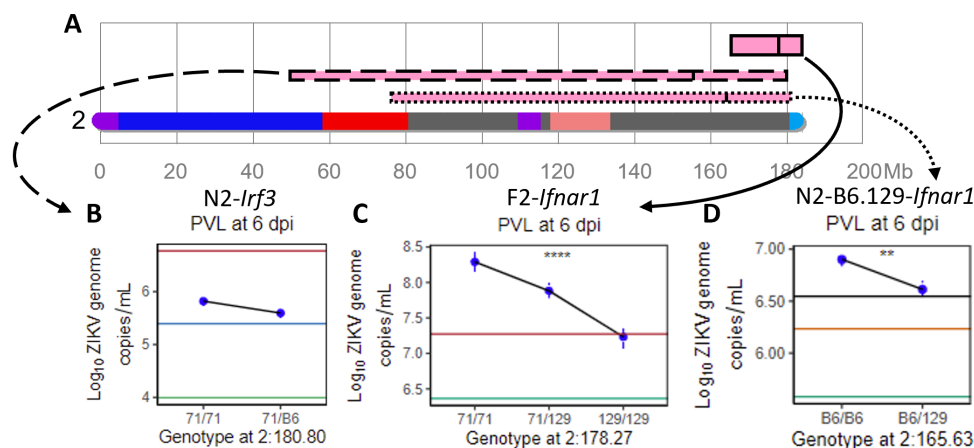 A
2
0 20 40 60 80 100 120 140 160 180 200Mb
B
N2-Irf3
PVL at 6 dpi
Log10 ZIKV genome
copies/mL
6
5
4
71/71 71/B6
Genotype at 2:180.80
C
F2-Ifnar1
PVL at 6 dpi
Log10 ZIKV genome
copies/mL
8.5
8.0
7.5
7.0
6.5
****
71/71 71/129 129/129
Genotype at 2:178.27
D
N2-B6.129-Ifnar1
PVL at 6 dpi
Log10 ZIKV genome
copies/mL
7.00
6.50
6.00
**
B6/B6 B6/129
Genotype at 2:165.63